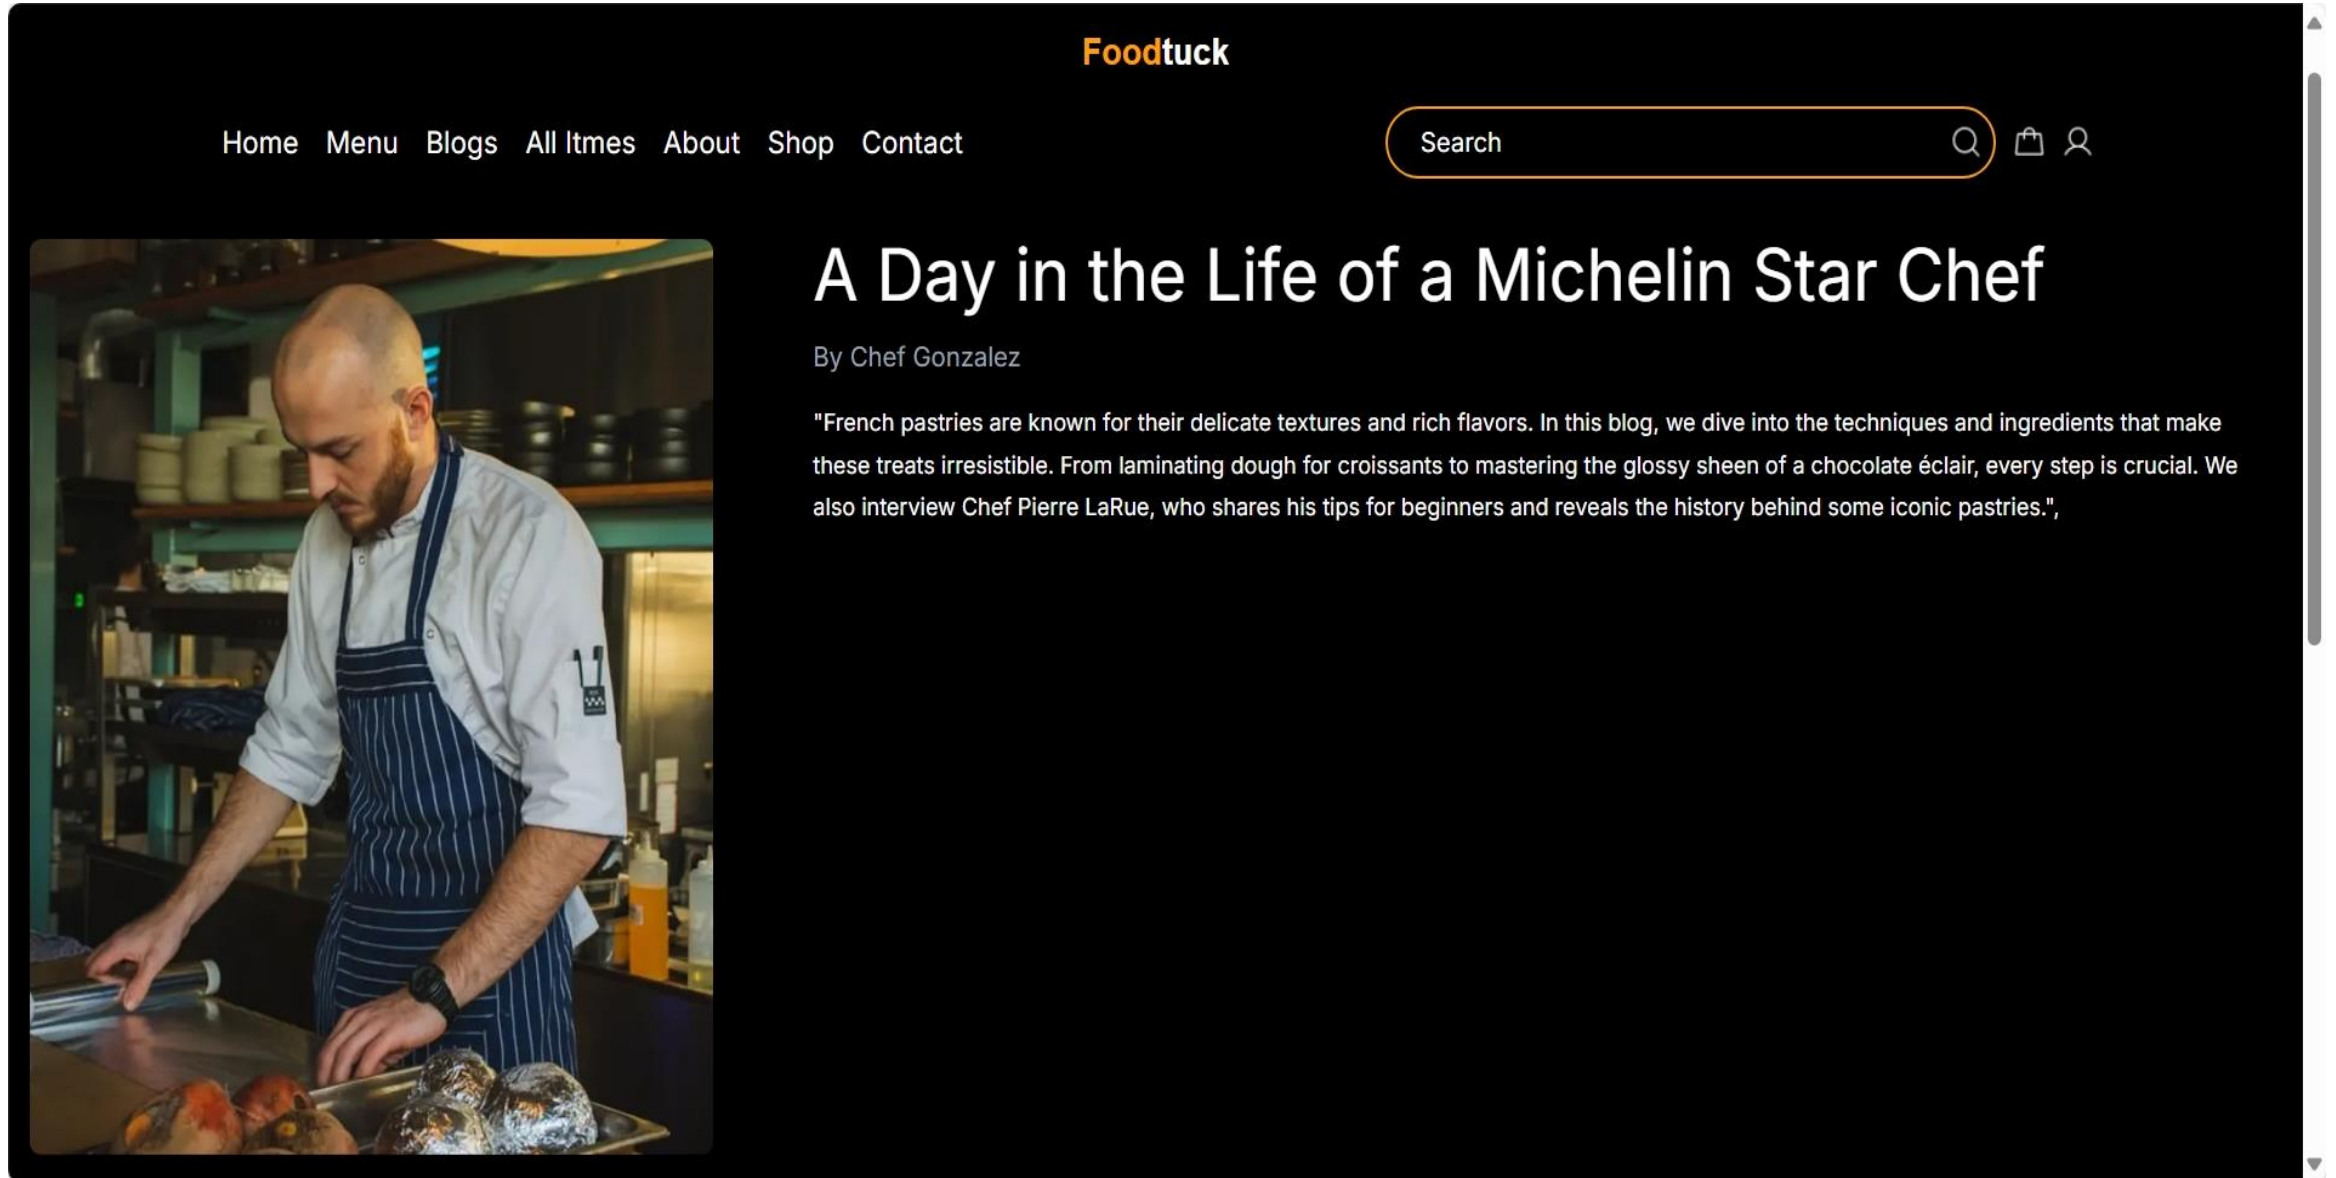 Foodtuck
Home Menu Blogs All Itmes About Shop Contact
Search
A Day in the Life of a Michelin Star Chef
By Chef Gonzalez
"French pastries are known for their delicate textures and rich flavors. In this blog, we dive into the techniques and ingredients that make
these treats irresistible. From laminating dough for croissants to mastering the glossy sheen of a chocolate éclair, every step is crucial. We
also interview Chef Pierre LaRue, who shares his tips for beginners and reveals the history behind some iconic pastries.",